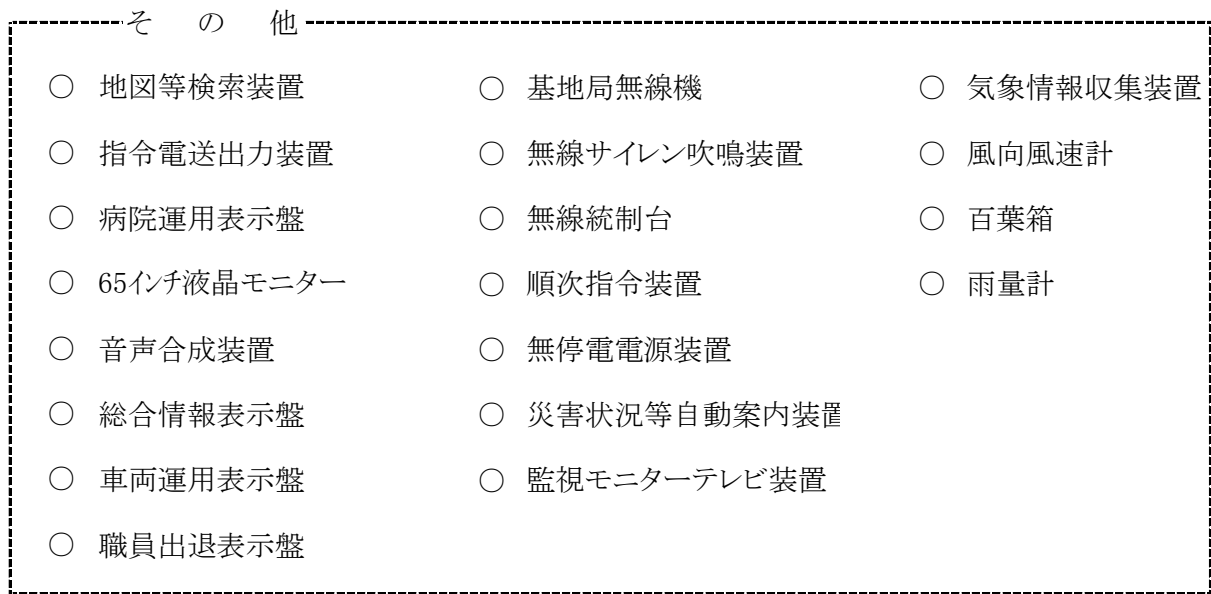 そ の 他
○ 地図等検索装置
○ 指令電送出力装置
○ 病院運用表示盤
○ 65インチ液晶モニター
○ 音声合成装置
○ 総合情報表示盤
○ 車両運用表示盤
○ 職員出退表示盤
○ 基地局無線機
○ 無線サイレン吹鳴装置
○ 無線統制台
○ 順次指令装置
○ 無停電電源装置
○ 災害状況等自動案内装置
○ 監視モニターテレビ装置
○ 気象情報収集装置
○ 風向風速計
○ 百葉箱
○ 雨量計